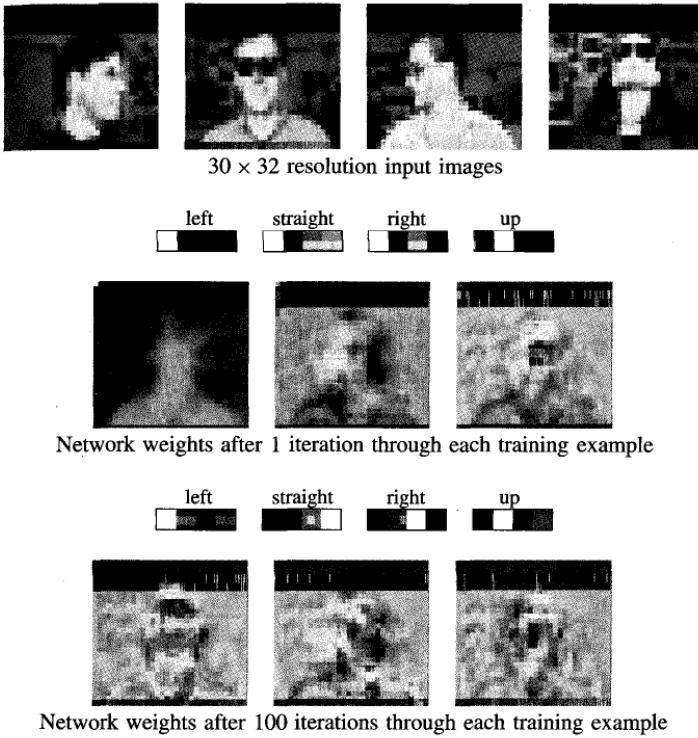 30 × 32 resolution input images
left straight right up
Network weights after 1 iteration through each training example
left straight right up
Network weights after 100 iterations through each training example